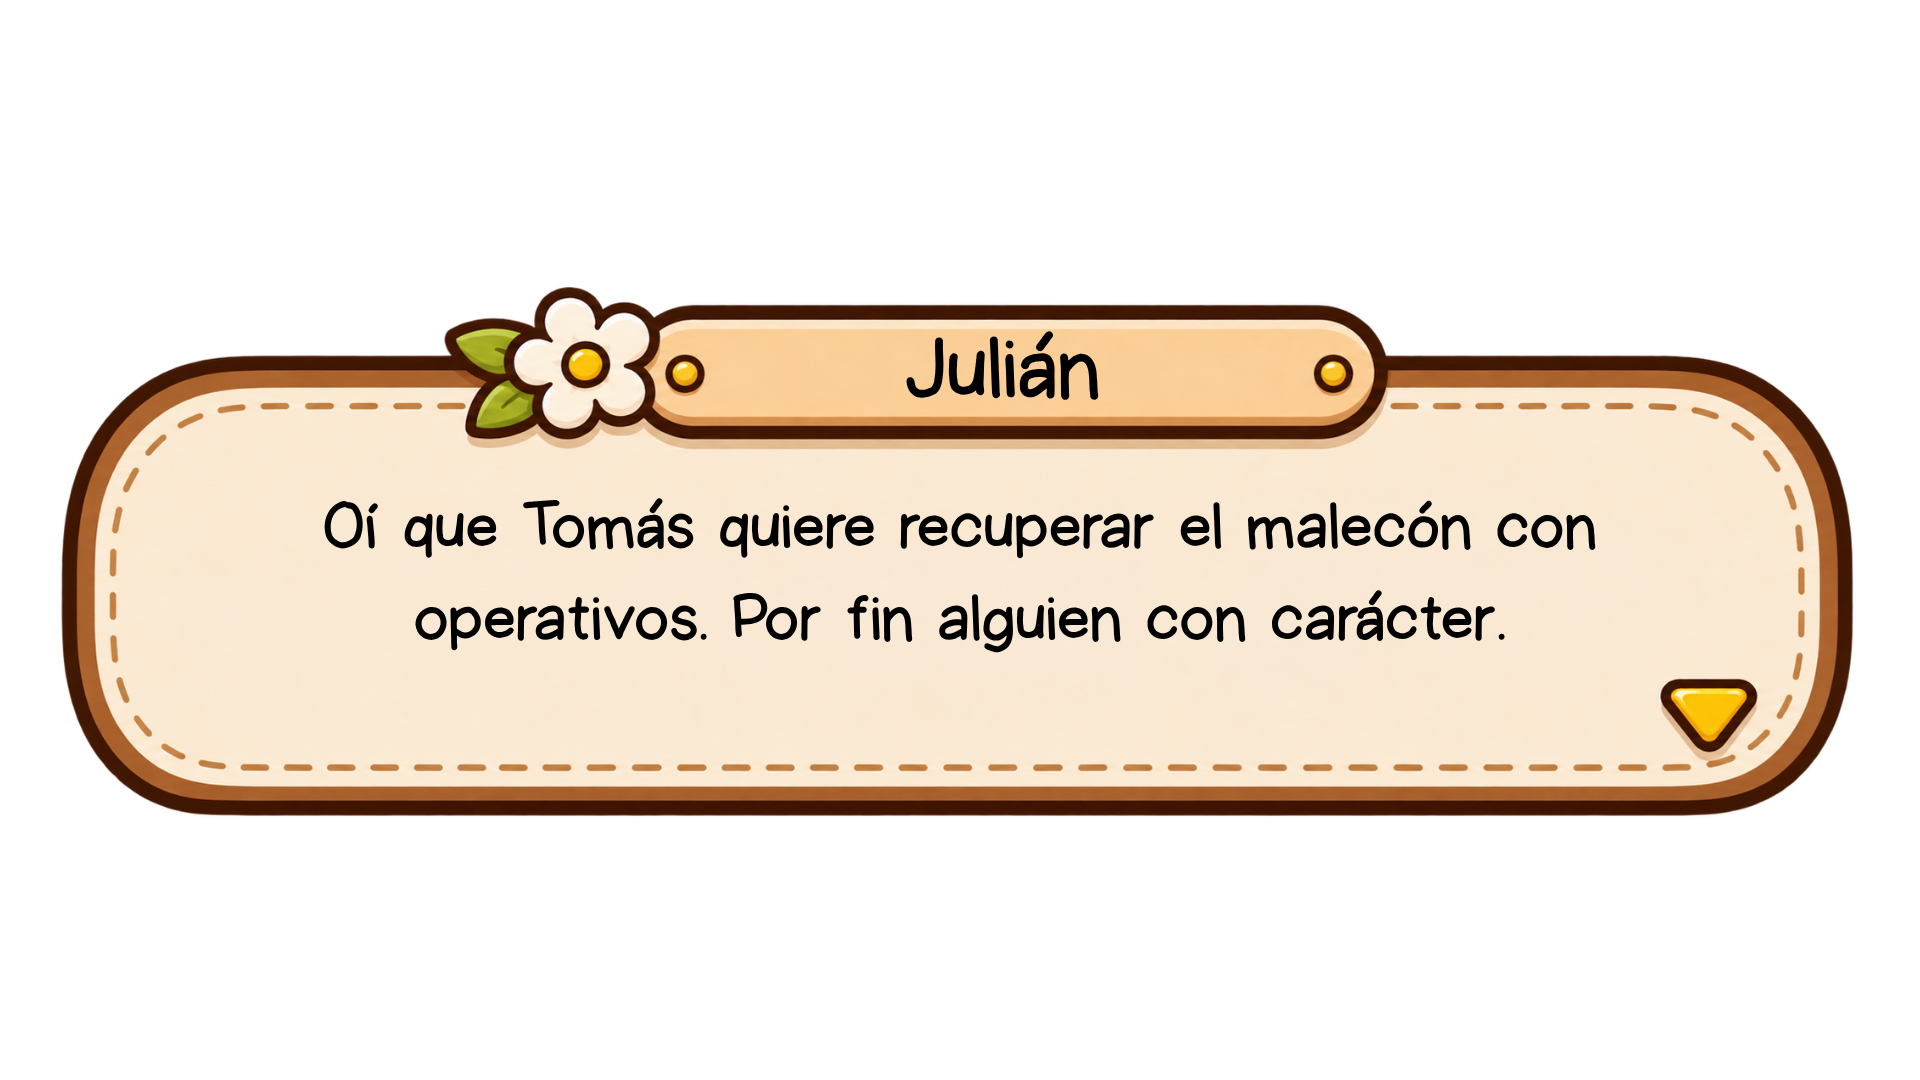 Julián
Oí que Tomás quiere recuperar el malecón con
operativos. Por fin alguien con carácter.